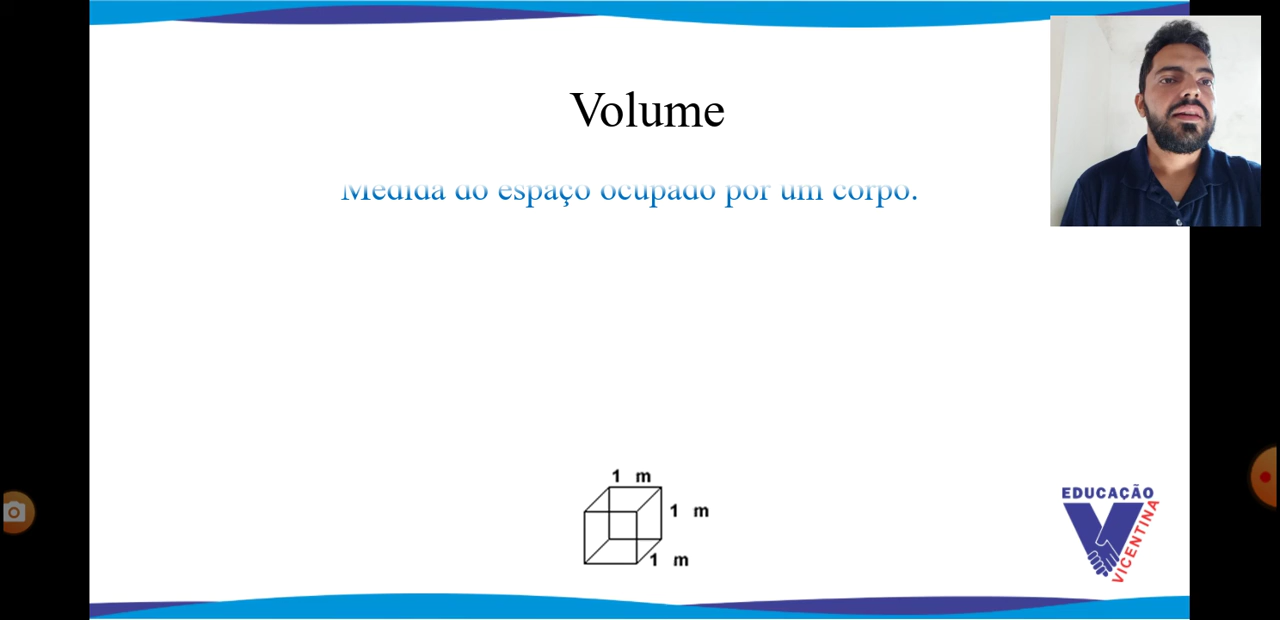 Volume
Medida do espaço ocupado por um corpo.
1 m
1 m
1 m
EDUCAÇÃO
VICENTINA